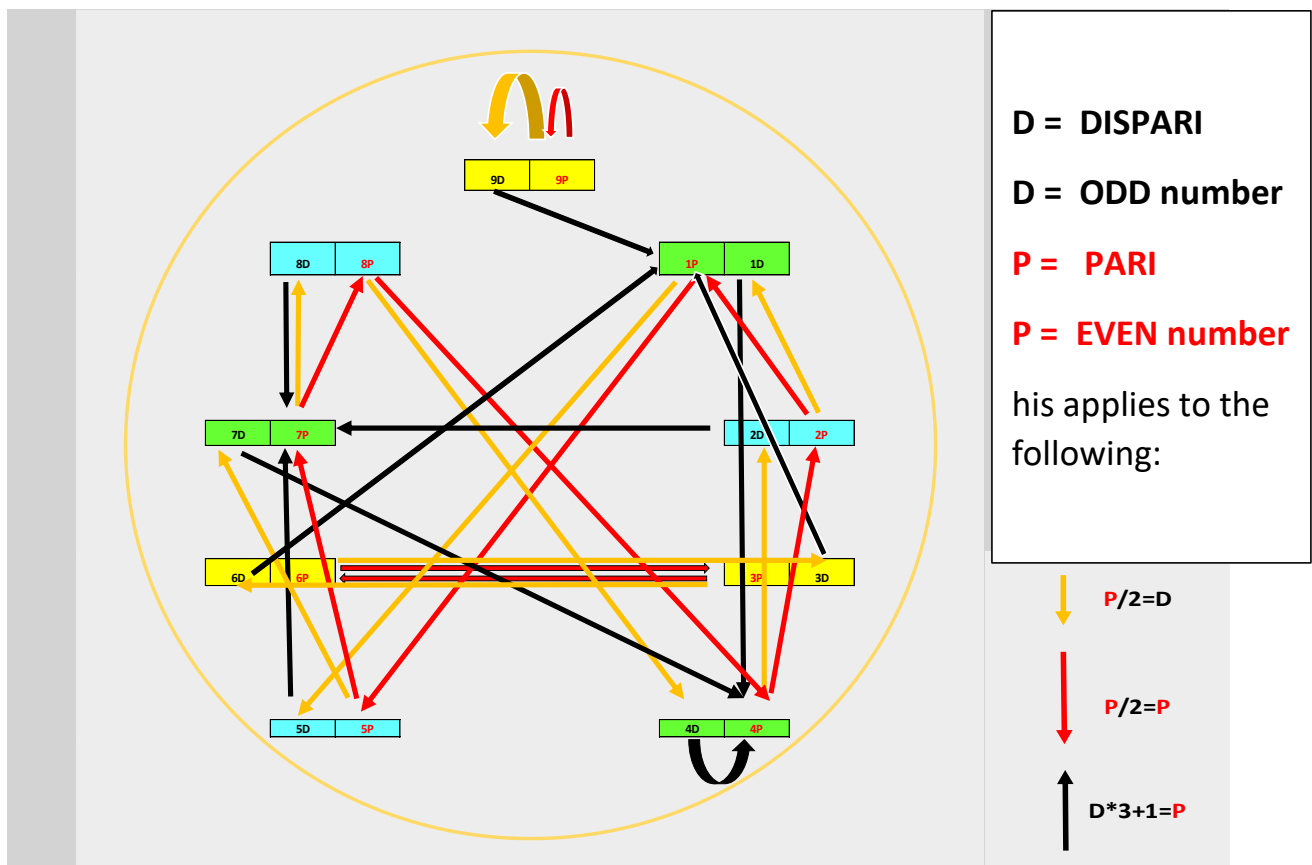 D = DISPARI
D = ODD number
P = PARI
P = EVEN number
his applies to the
following:
9D 9P
8D 8P
1P 1D
7D 7P
2D 2P
6D 6P
3P 3D
5D 5P
4D 4P
P/2=D
P/2=P
D*3+1=P